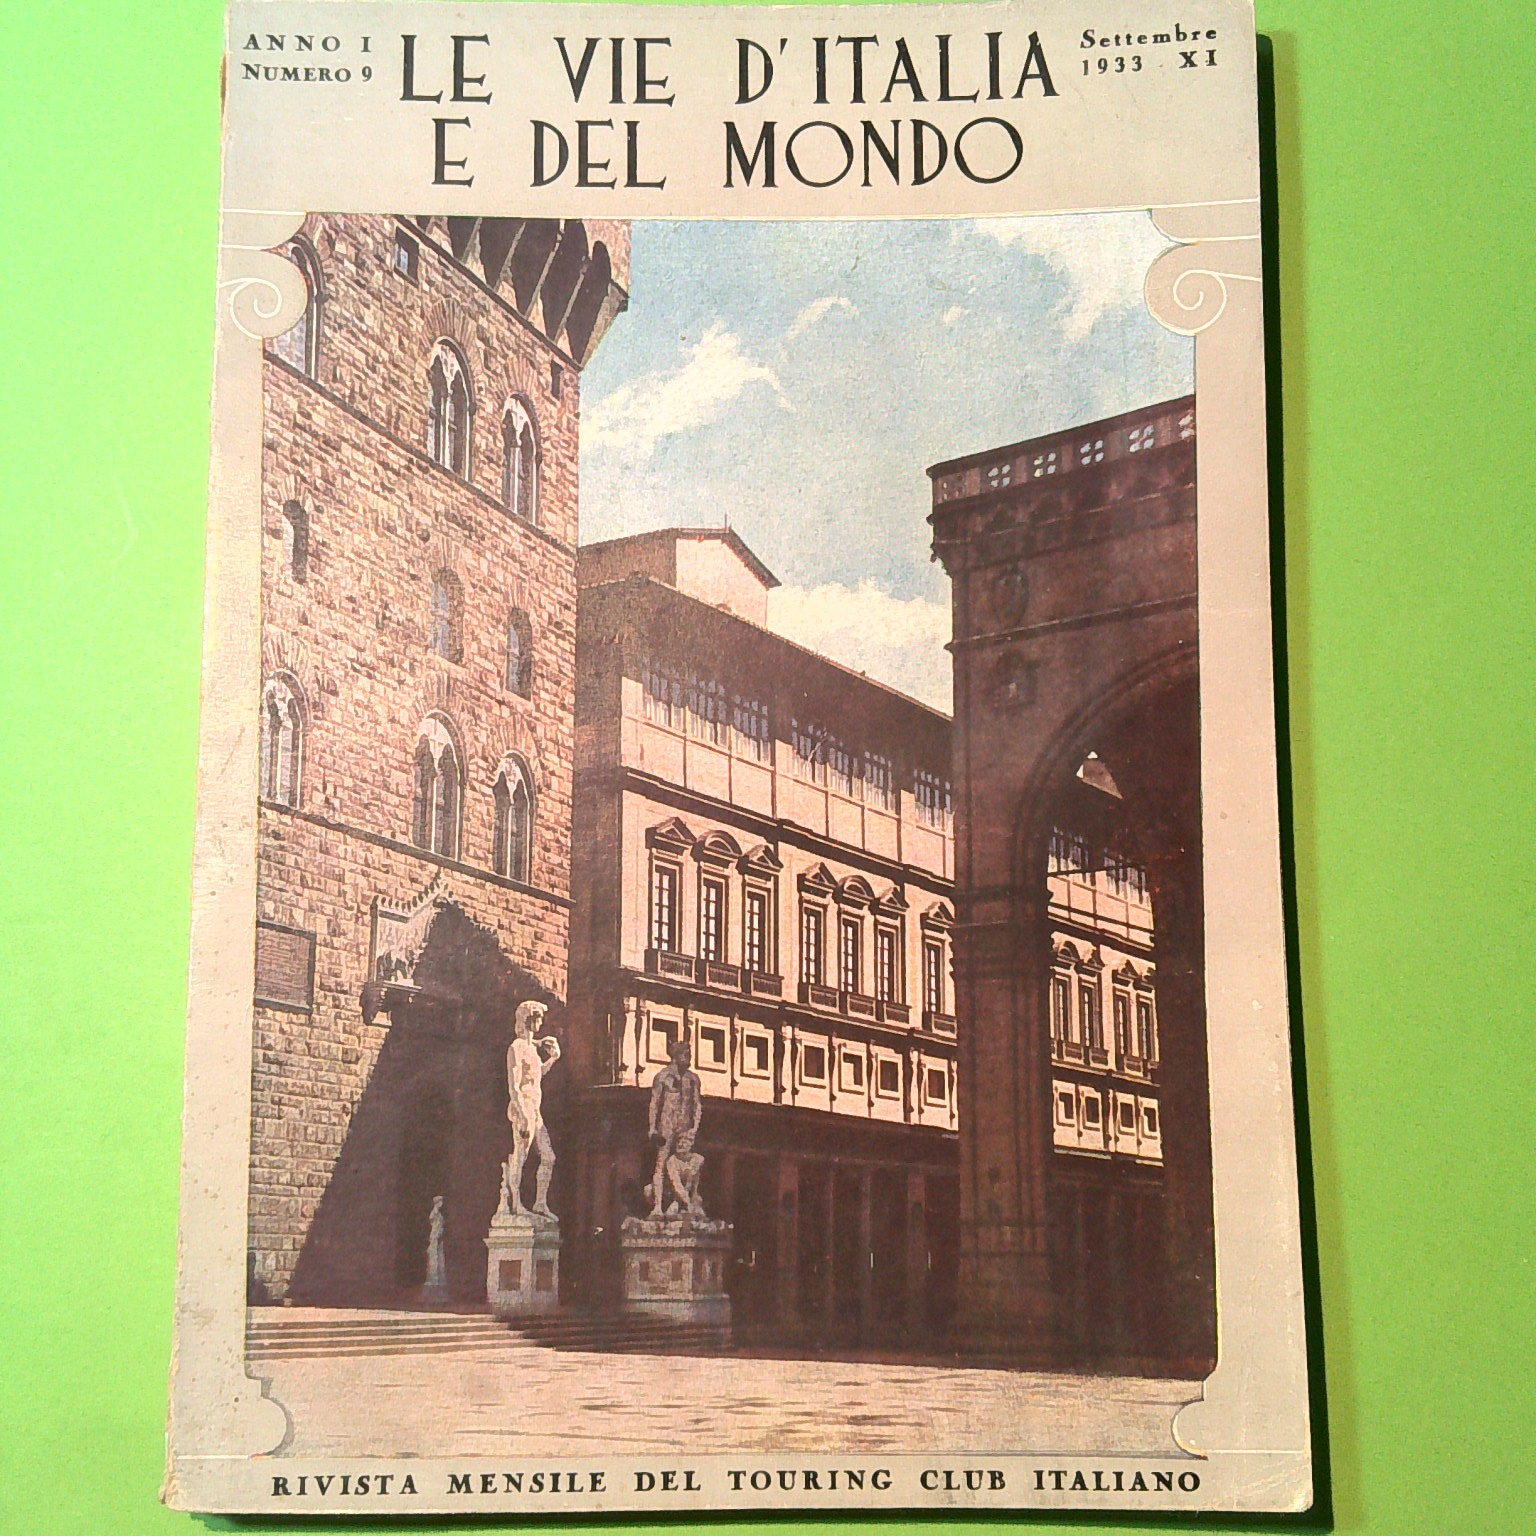 ANNO I
NUMERO 9
LE VIE D'ITALIA
E DEL MONDO
Settembre
1933 - XI
RIVISTA MENSILE DEL TOURING CLUB ITALIANO